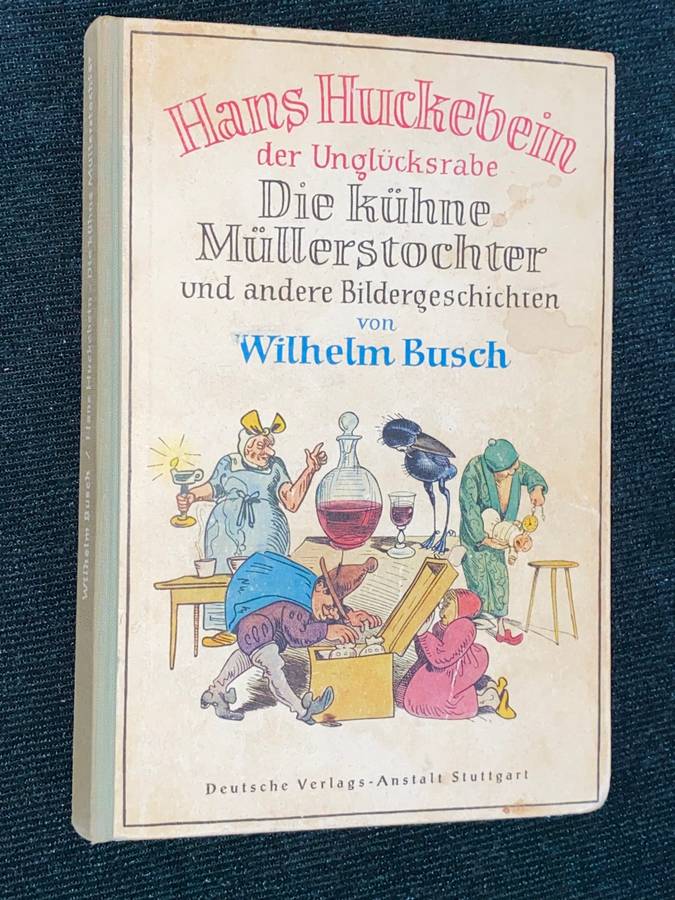 Hans Huckebein
der Unglücksrabe
Die kühne
Müllerstochter
und andere Bildergeschichten
von
Wilhelm Busch
Deutsche Verlags-Anstalt Stuttgart
Wilhelm Busch / Hans Huckebein - Die kühne Müllerstochter